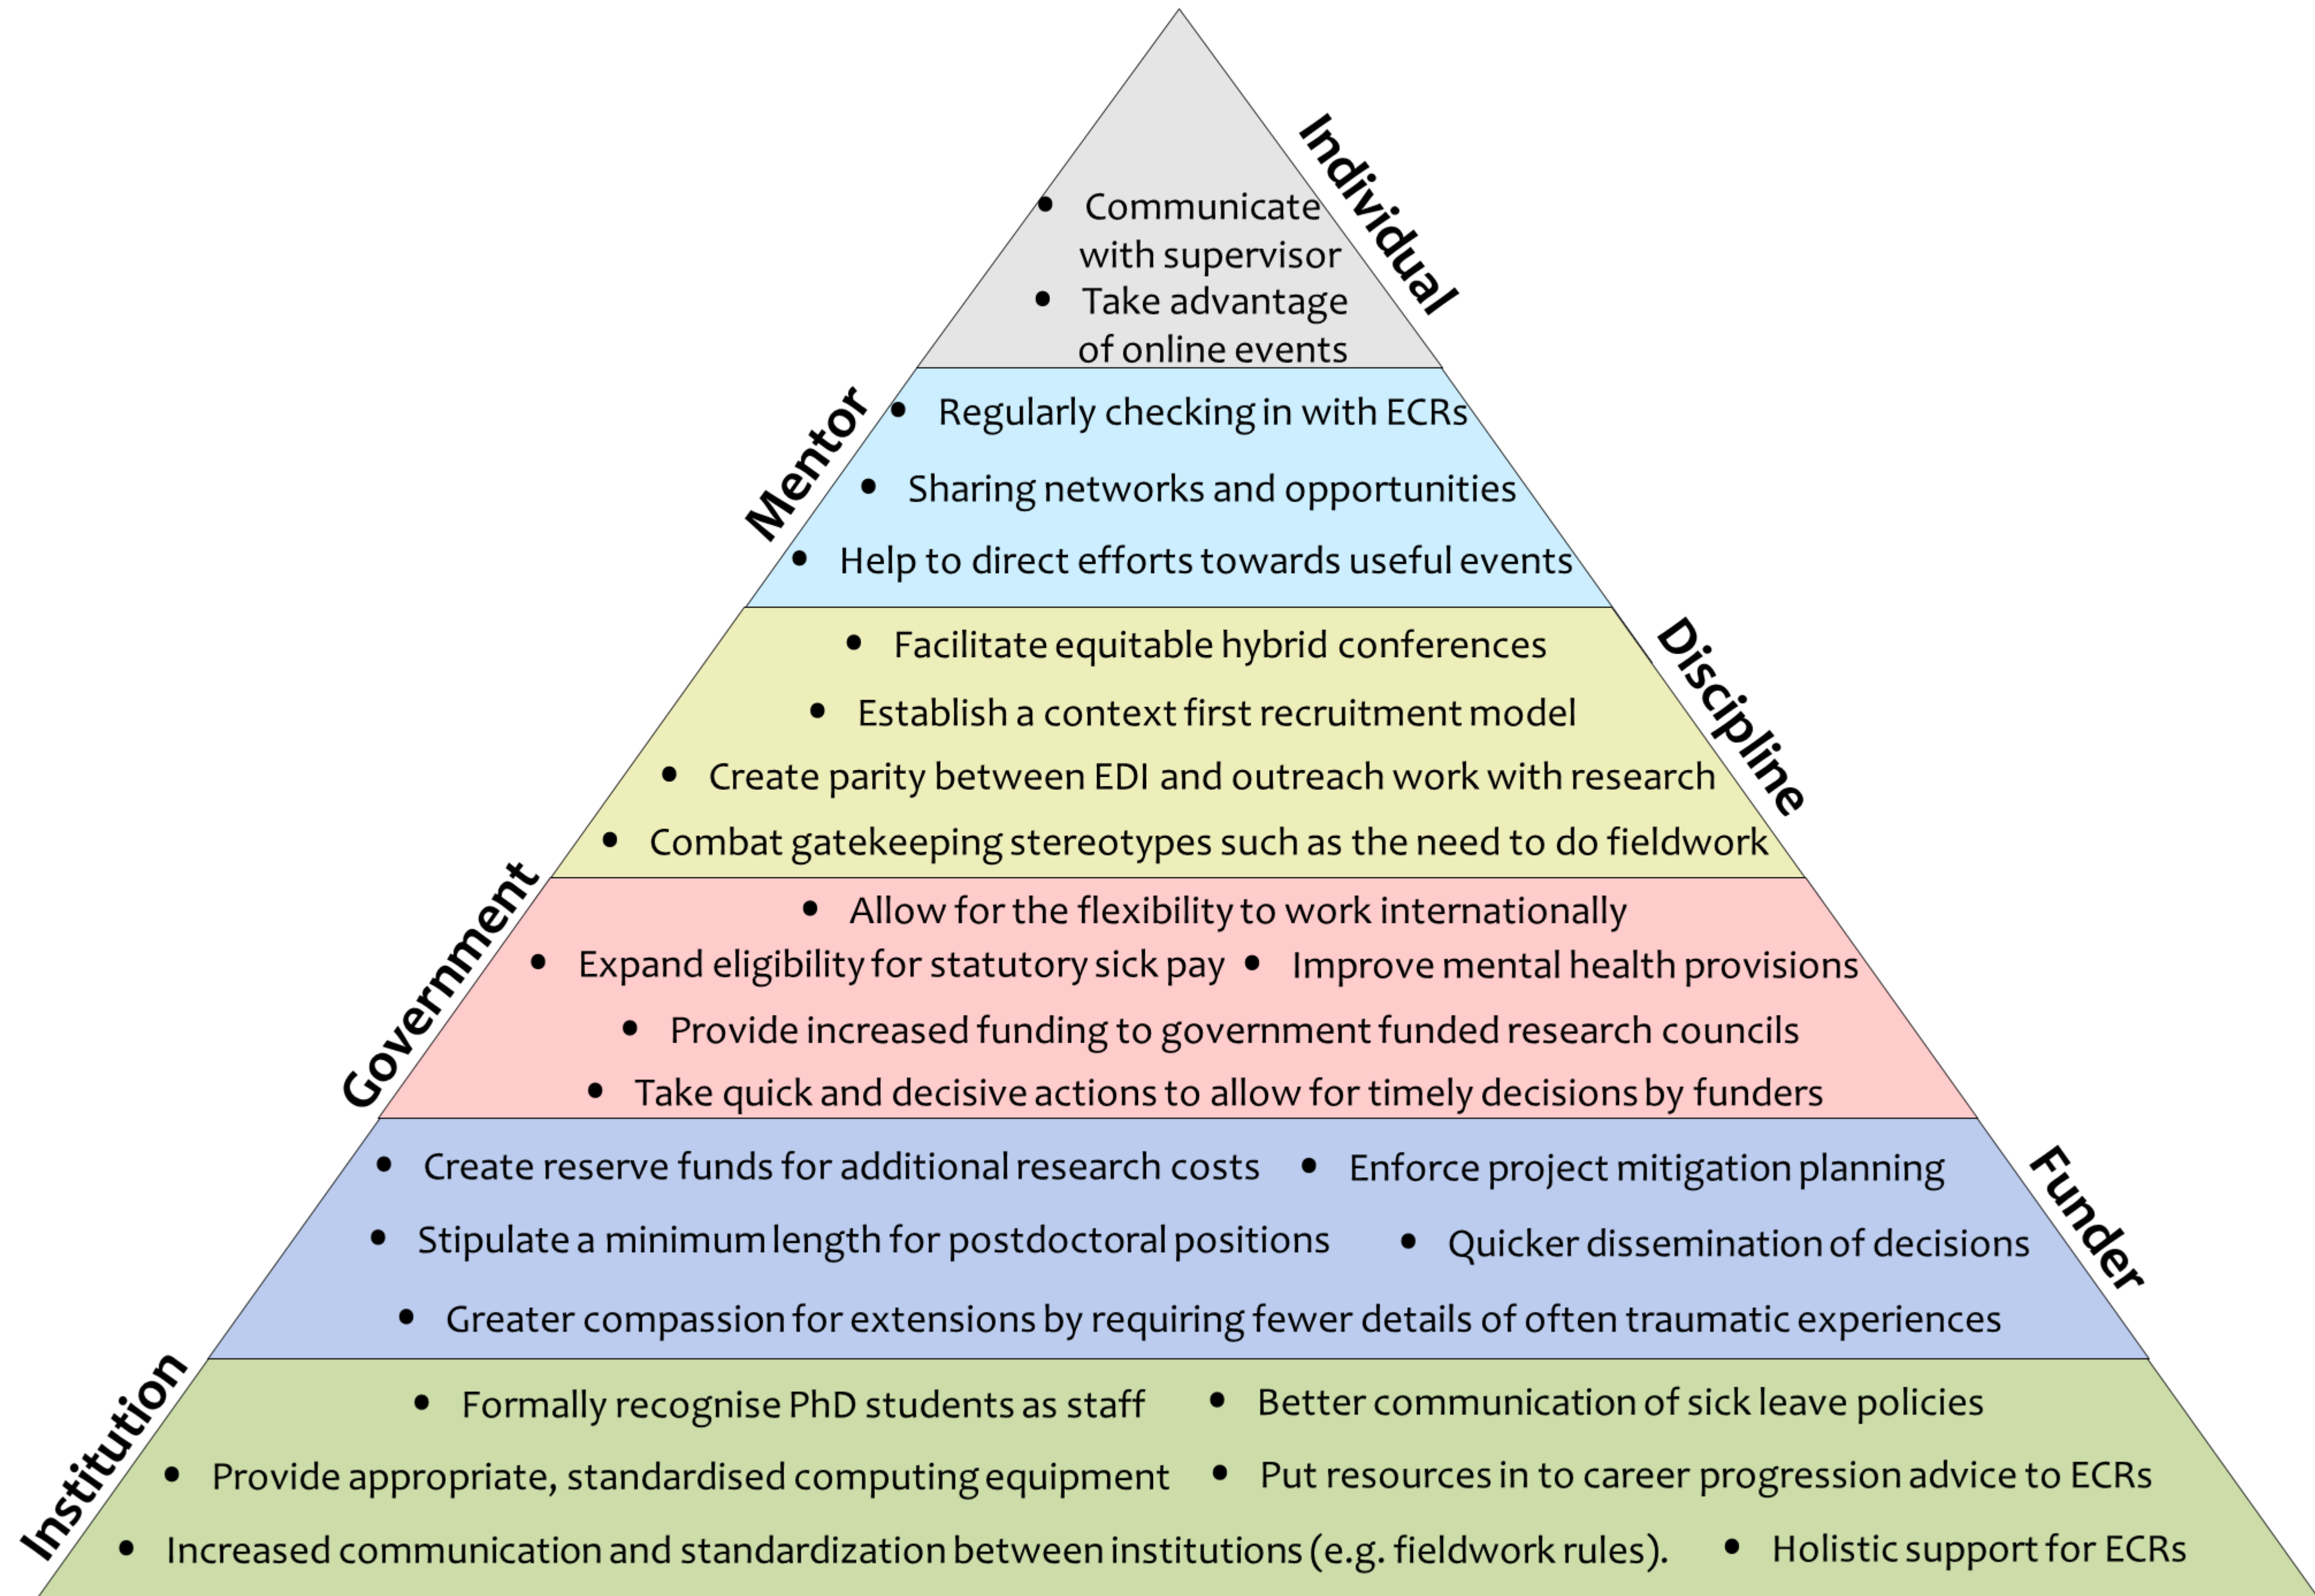 Individual
• Communicate
with supervisor
• Take advantage
of online events
Mentor
• Regularly checking in with ECRs
• Sharing networks and opportunities
• Help to direct efforts towards useful events
Discipline
• Facilitate equitable hybrid conferences
• Establish a context first recruitment model
• Create parity between EDI and outreach work with research
• Combat gatekeeping stereotypes such as the need to do fieldwork
Government
• Allow for the flexibility to work internationally
• Expand eligibility for statutory sick pay • Improve mental health provisions
• Provide increased funding to government funded research councils
• Take quick and decisive actions to allow for timely decisions by funders
Funder
• Create reserve funds for additional research costs • Enforce project mitigation planning
• Stipulate a minimum length for postdoctoral positions • Quicker dissemination of decisions
• Greater compassion for extensions by requiring fewer details of often traumatic experiences
Institution
• Formally recognise PhD students as staff • Better communication of sick leave policies
• Provide appropriate, standardised computing equipment • Put resources in to career progression advice to ECRs
• Increased communication and standardization between institutions (e.g. fieldwork rules). • Holistic support for ECRs